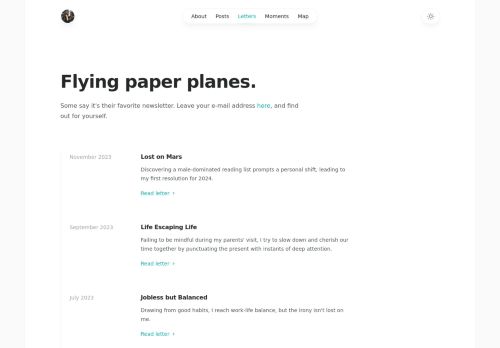 About Posts Letters Moments Map
Flying paper planes.
Some say it's their favorite newsletter. Leave your e-mail address here, and find
out for yourself.
November 2023
Lost on Mars
Discovering a male-dominated reading list prompts a personal shift, leading to
my first resolution for 2024.
Read letter
September 2023
Life Escaping Life
Failing to be mindful during my parents' visit, I try to slow down and cherish our
time together by punctuating the present with instants of deep attention.
Read letter
July 2023
Jobless but Balanced
Drawing from good habits, I reach work-life balance, but the irony isn't lost on
me.
Read letter